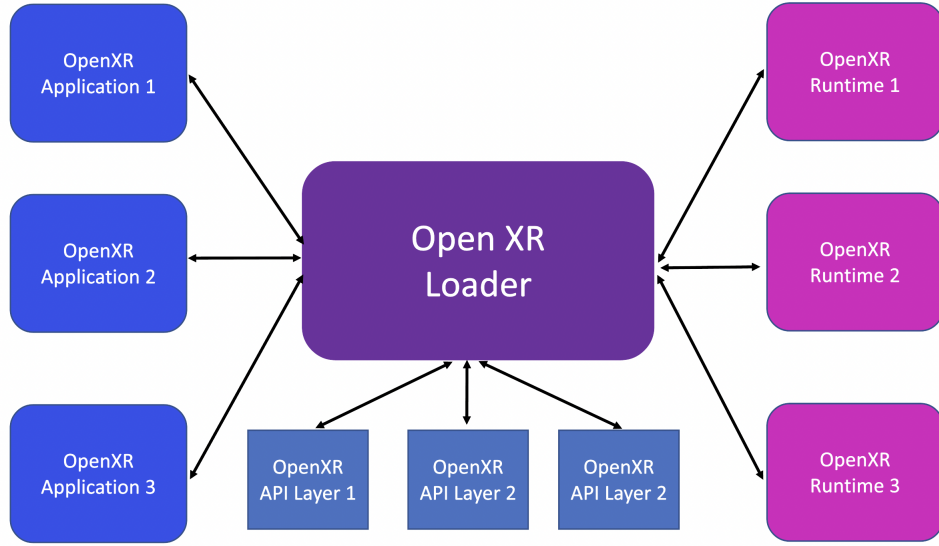 OpenXR
Application 1
OpenXR
Runtime 1
OpenXR
Application 2
Open XR
Loader
OpenXR
Runtime 2
OpenXR
Application 3
OpenXR
API Layer 1
OpenXR
API Layer 2
OpenXR
API Layer 2
OpenXR
Runtime 3